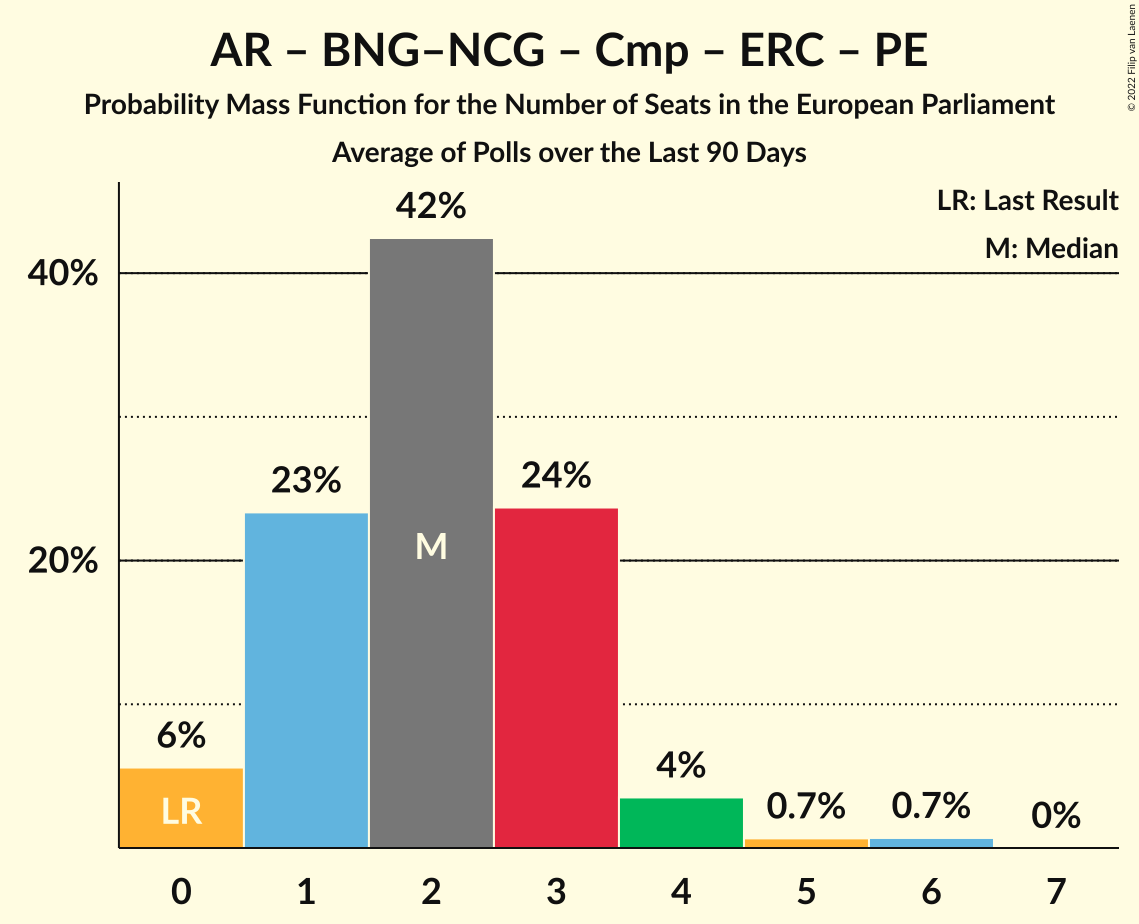 AR – BNG–NCG – Cmp – ERC – PE
Probability Mass Function for the Number of Seats in the European Parliament
Average of Polls over the Last 90 Days
© 2022 Filip van Laenen
LR: Last Result
M: Median
42%
40%
24%
23%
M
20%
6%
4%
0.7%
0.7%
0%
LR
0 1 2 3 4 5 6 7